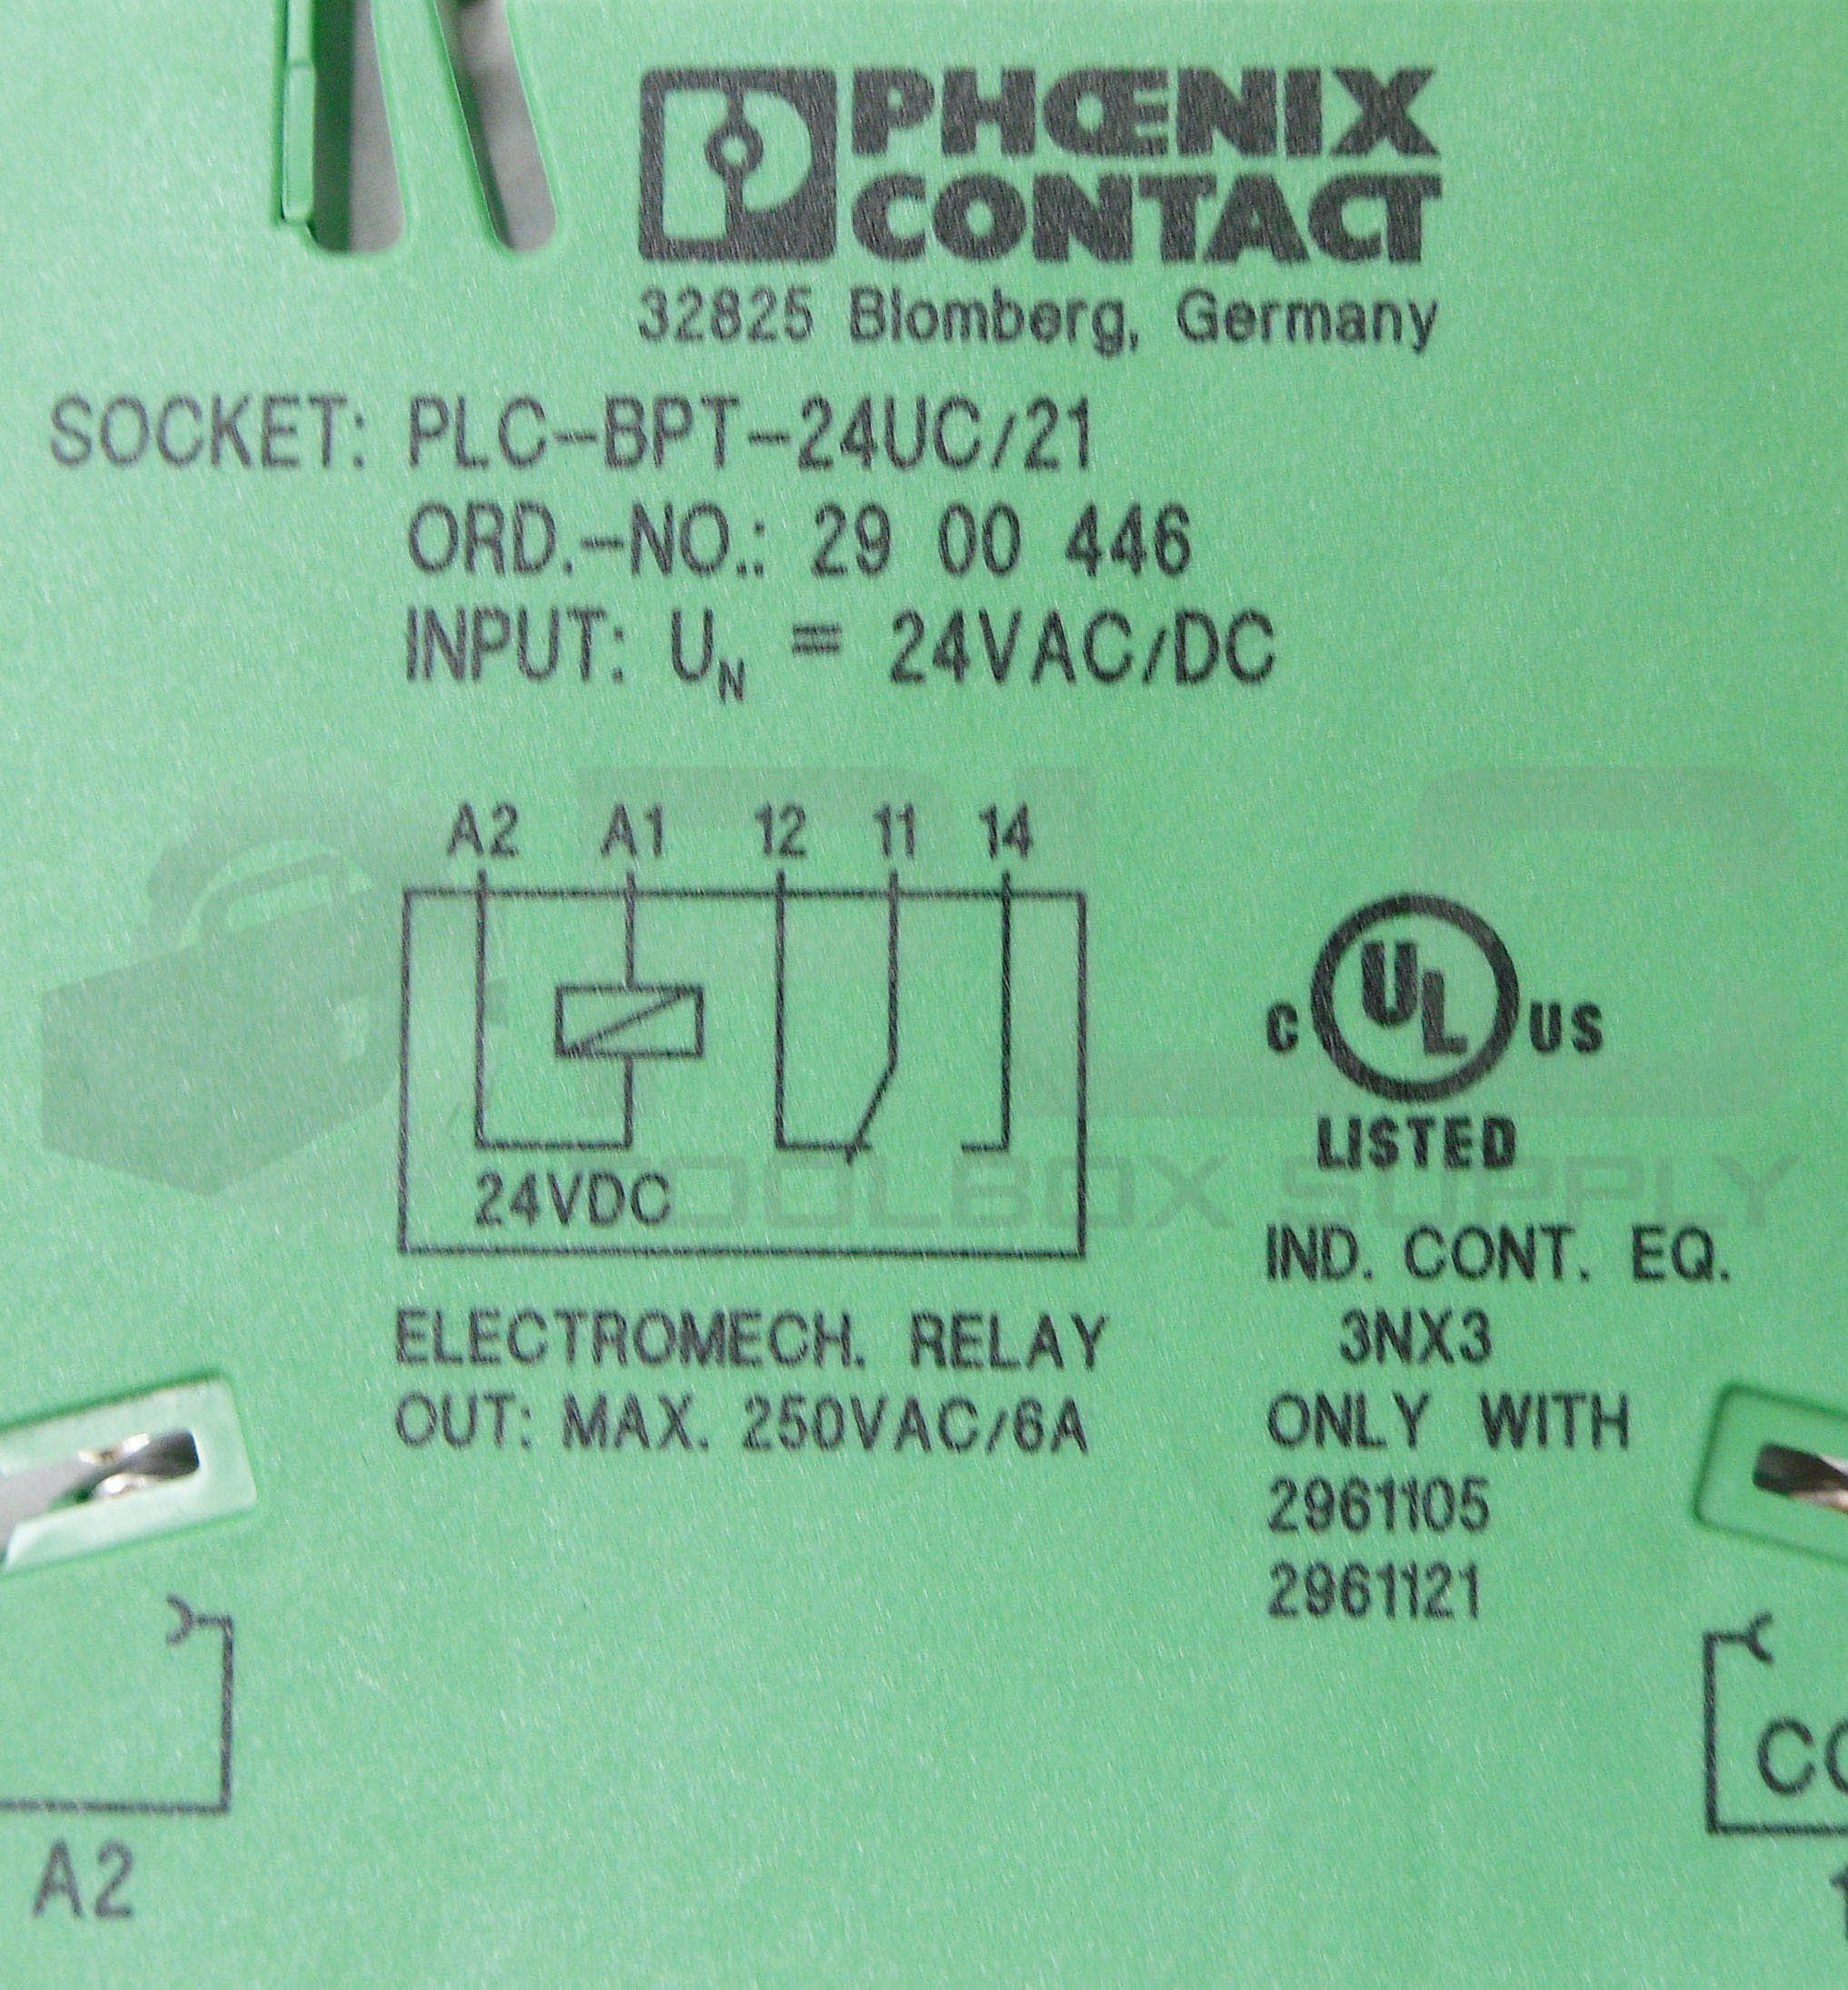 PHŒNIX
CONTACT
32825 Blomberg, Germany
SOCKET: PLC-BPT-24UC/21
ORD.-NO.: 29 00 446
INPUT: UN = 24VAC/DC
A2 A1 12 11 14
24VDC
C UL US
LISTED
IND. CONT. EQ.
3NX3
ONLY WITH
2961105
2961121
ELECTROMECH. RELAY
OUT: MAX. 250VAC/6A
TOOLBOX SUPPLY
A2